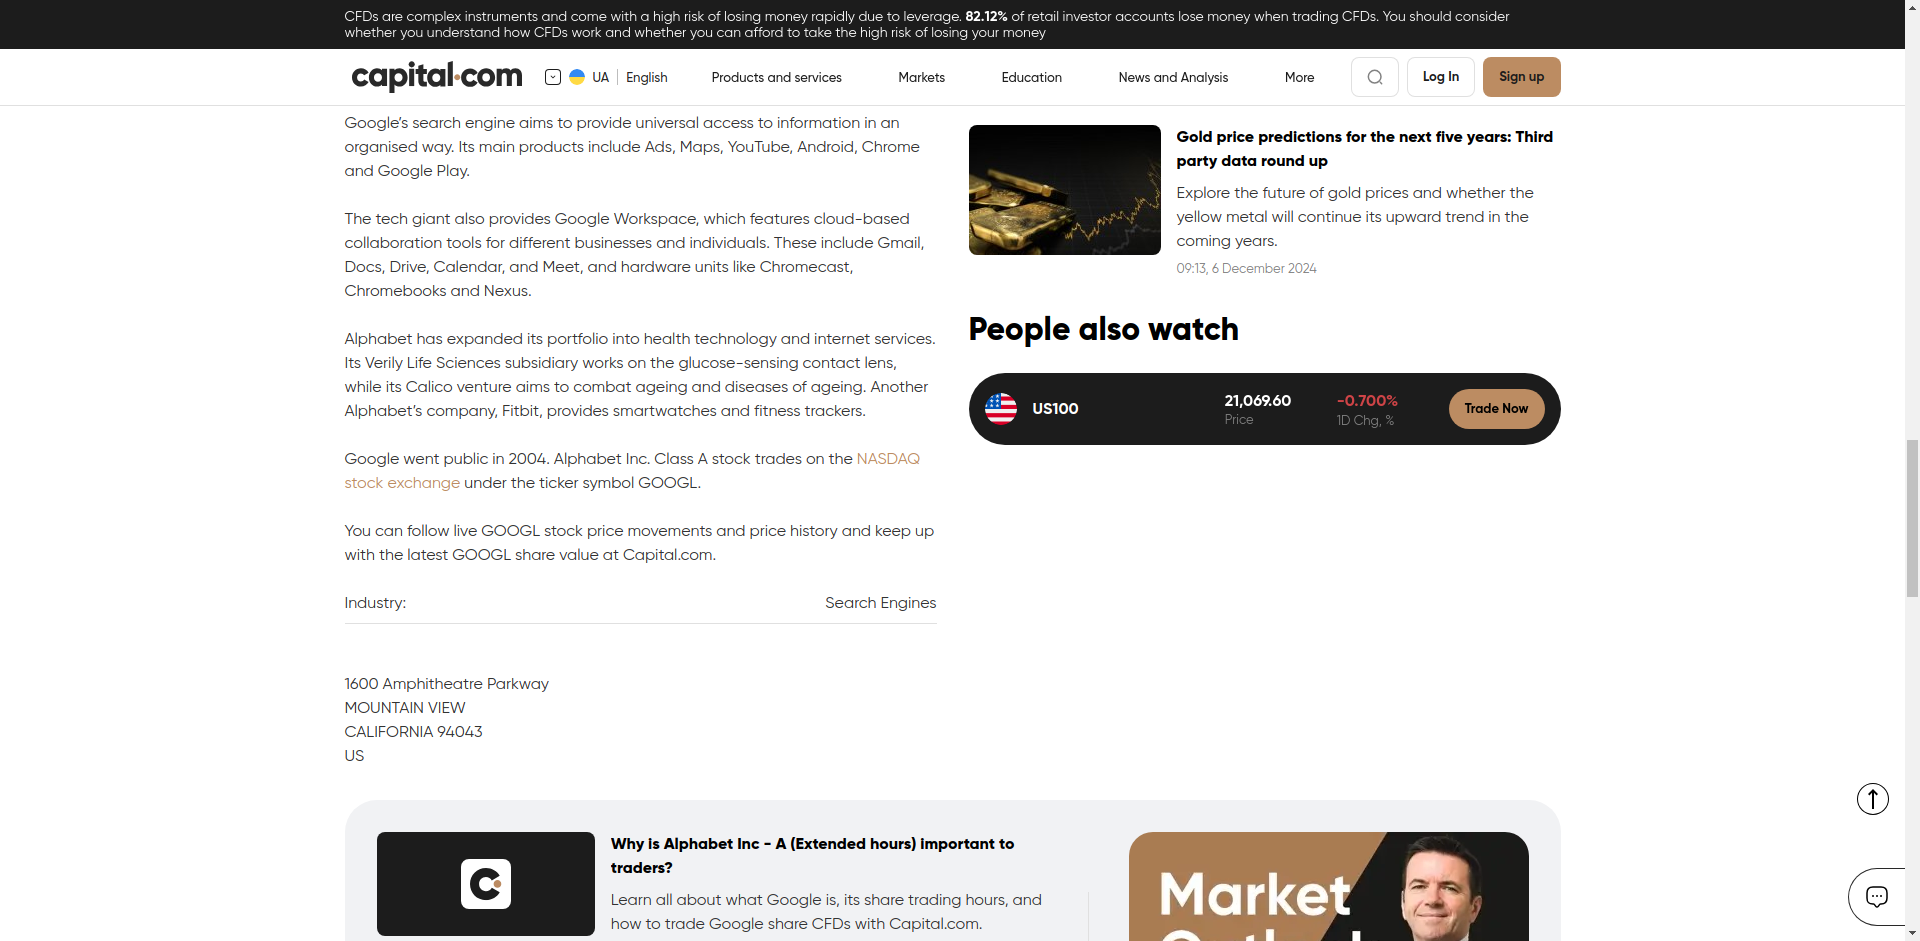 CFDs are complex instruments and come with a high risk of losing money rapidly due to leverage. 82.12% of retail investor accounts lose money when trading CFDs. You should consider
whether you understand how CFDs work and whether you can afford to take the high risk of losing your money
capital.com
UA
English
Products and services
Markets
Education
News and Analysis
More
Log In
Sign up
Google’s search engine aims to provide universal access to information in an
organised way. Its main products include Ads, Maps, YouTube, Android, Chrome
and Google Play.
The tech giant also provides Google Workspace, which features cloud-based
collaboration tools for different businesses and individuals. These include Gmail,
Docs, Drive, Calendar, and Meet, and hardware units like Chromecast,
Chromebooks and Nexus.
Alphabet has expanded its portfolio into health technology and internet services.
Its Verily Life Sciences subsidiary works on the glucose-sensing contact lens,
while its Calico venture aims to combat ageing and diseases of ageing. Another
Alphabet’s company, Fitbit, provides smartwatches and fitness trackers.
Google went public in 2004. Alphabet Inc. Class A stock trades on the NASDAQ
stock exchange under the ticker symbol GOOGL.
You can follow live GOOGL stock price movements and price history and keep up
with the latest GOOGL share value at Capital.com.
Industry:
Search Engines
1600 Amphitheatre Parkway
MOUNTAIN VIEW
CALIFORNIA 94043
US
Gold price predictions for the next five years: Third
party data round up
Explore the future of gold prices and whether the
yellow metal will continue its upward trend in the
coming years.
09:13, 6 December 2024
People also watch
US100
21,069.60
Price
-0.700%
1D Chg, %
Trade Now
Why is Alphabet Inc - A (Extended hours) important to
traders?
Learn all about what Google is, its share trading hours, and
how to trade Google share CFDs with Capital.com.
Market